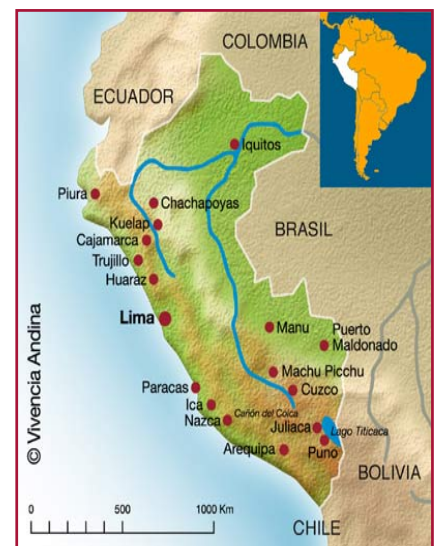 COLOMBIA
ECUADOR
Iquitos
Piura
Chachapoyas
Kuelap
BRASIL
Cajamarca
Trujillo
Huaraz
Lima
Manu
Puerto
Maldonado
Machu Picchu
Paracas
Cuzco
Ica
Cañón del Colca
Nazca
Juliaca
Lago Titicaca
Arequipa
Puno
BOLIVIA
CHILE
0 500 1000 Km
© Vivencia Andina